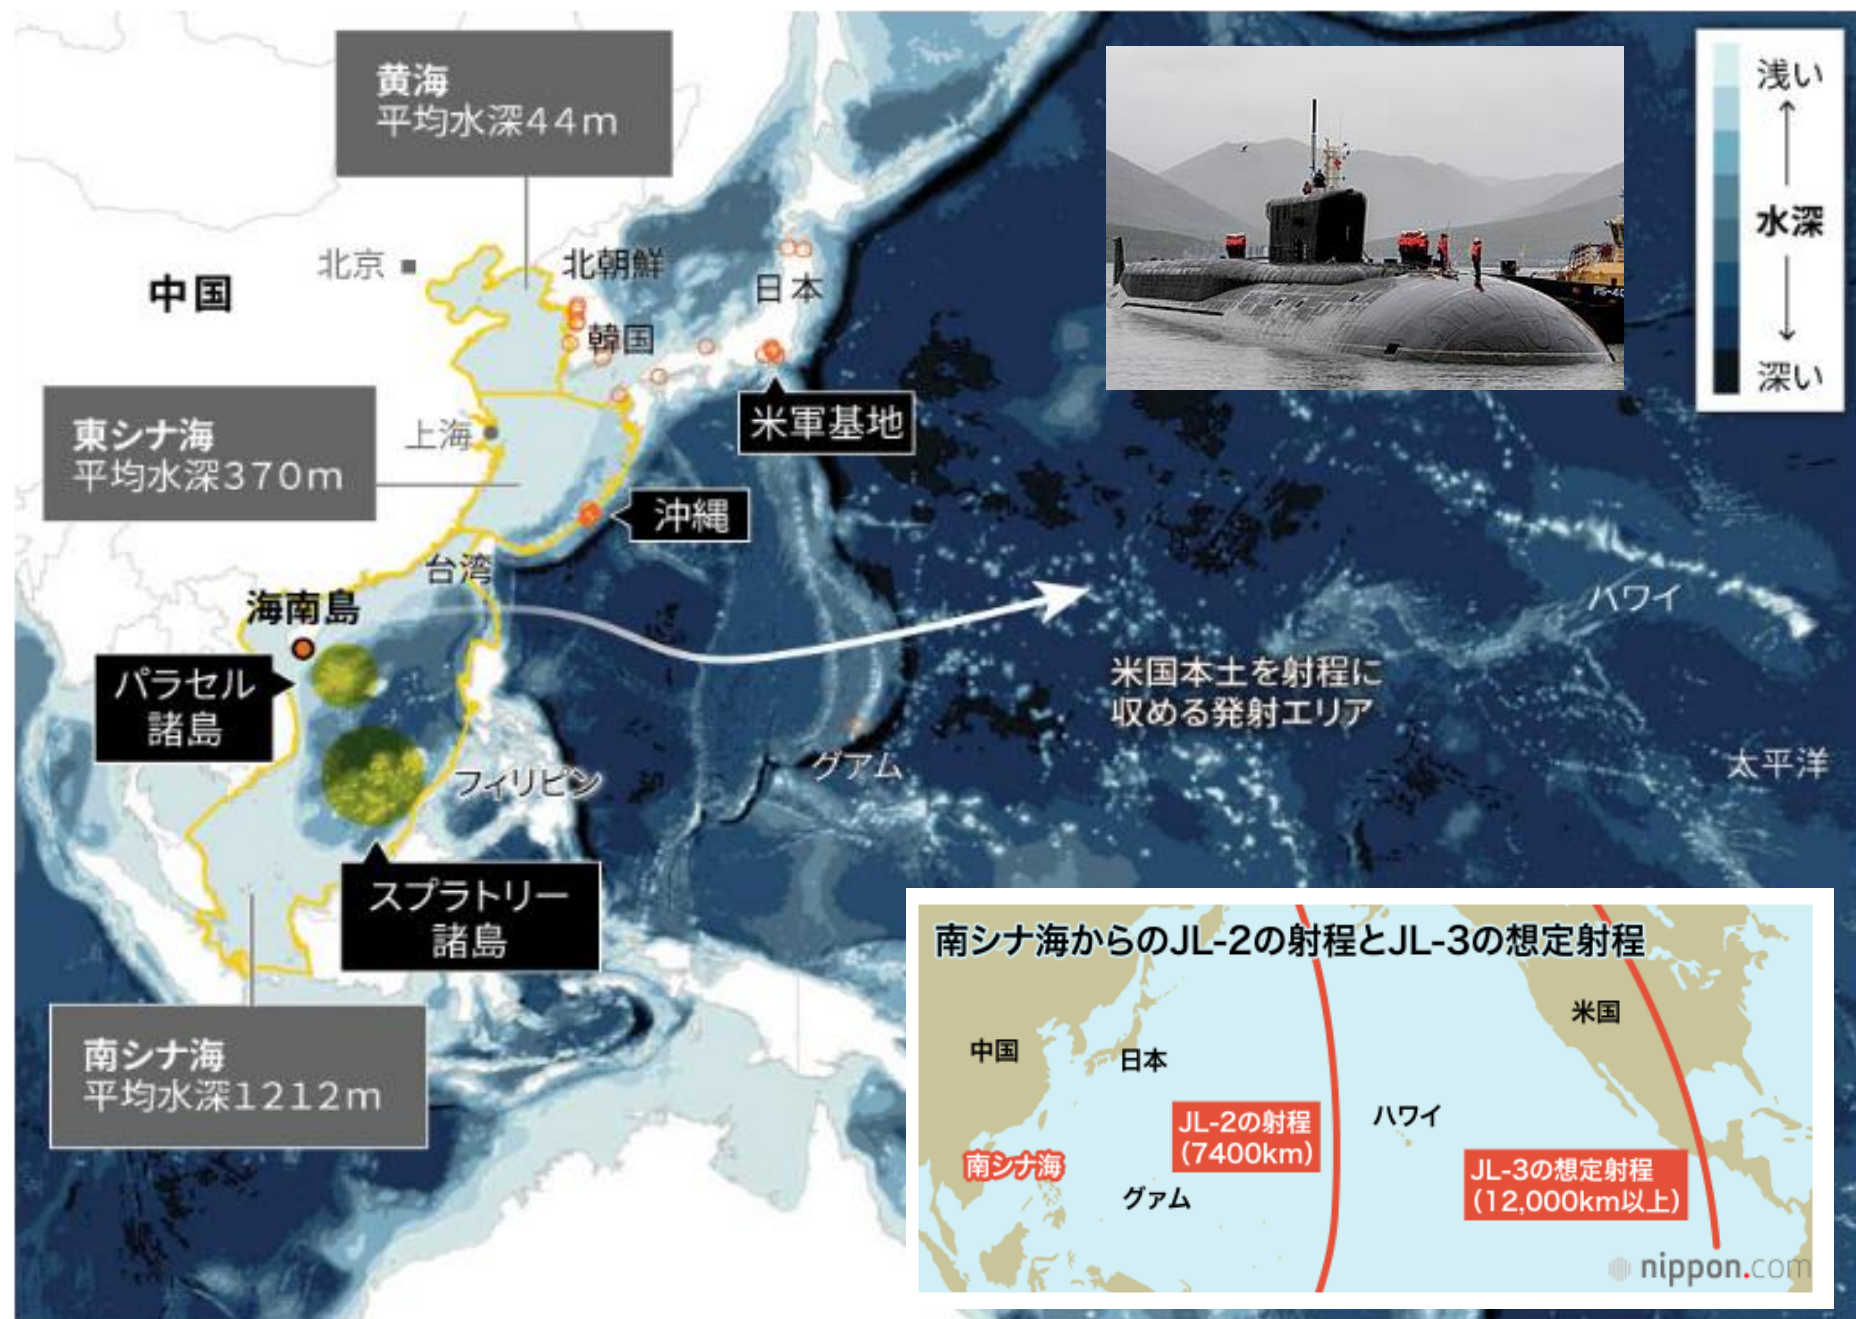 黄海
平均水深44m
浅い
水深
深い
北京
北朝鮮
中国
日本
韓国
東シナ海
平均水深370m
上海
米軍基地
沖縄
台湾
海南島
ハワイ
パラセル
諸島
米国本土を射程に
収める発射エリア
フィリピン
グアム
太平洋
スプラトリー
諸島
南シナ海
平均水深1212m
南シナ海からのJL-2の射程とJL-3の想定射程
米国
中国
日本
JL-2の射程
(7400km)
ハワイ
南シナ海
JL-3の想定射程
(12,000km以上)
グァム
nippon.com